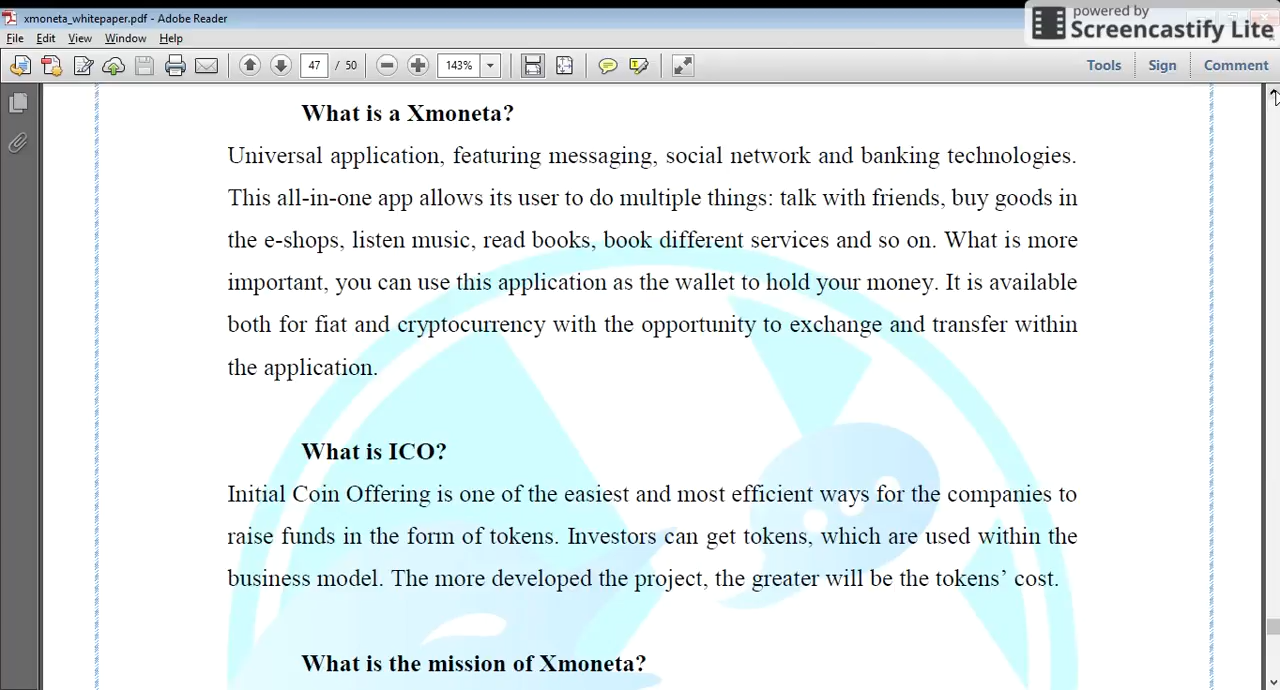 xmoneta_whitepaper.pdf - Adobe Reader
powered by
Screencastify Lite
File Edit View Window Help
47 / 50 143% Tools Sign Comment
What is a Xmoneta?
Universal application, featuring messaging, social network and banking technologies.
This all-in-one app allows its user to do multiple things: talk with friends, buy goods in
the e-shops, listen music, read books, book different services and so on. What is more
important, you can use this application as the wallet to hold your money. It is available
both for fiat and cryptocurrency with the opportunity to exchange and transfer within
the application.
What is ICO?
Initial Coin Offering is one of the easiest and most efficient ways for the companies to
raise funds in the form of tokens. Investors can get tokens, which are used within the
business model. The more developed the project, the greater will be the tokens’ cost.
What is the mission of Xmoneta?